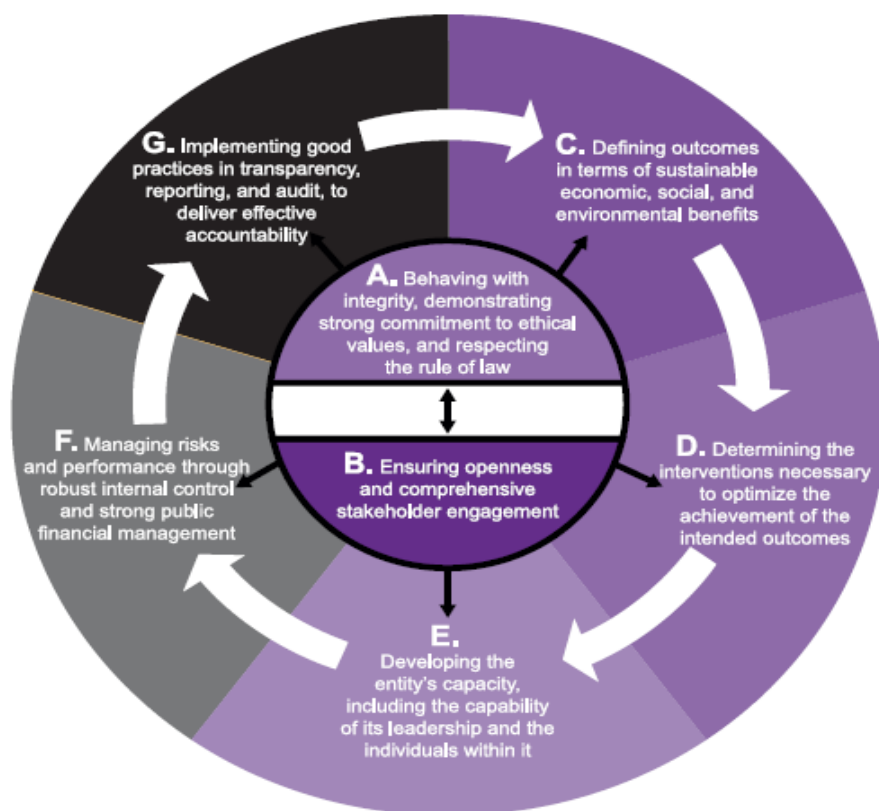 G. Implementing good
practices in transparency,
reporting, and audit, to
deliver effective
accountability
C. Defining outcomes
in terms of sustainable
economic, social, and
environmental benefits
A. Behaving with
integrity, demonstrating
strong commitment to ethical
values, and respecting
the rule of law
B. Ensuring openness
and comprehensive
stakeholder engagement
D. Determining the
interventions necessary
to optimize the
achievement of the
intended outcomes
F. Managing risks
and performance through
robust internal control
and strong public
financial management
E.
Developing the
entity's capacity,
including the capability
of its leadership and the
individuals within it